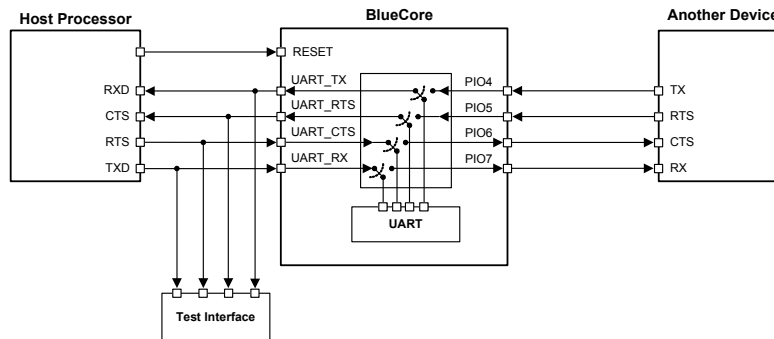 Host Processor
BlueCore
Another Device
RESET
RXD
UART_TX
PIO4
TX
CTS
UART_RTS
PIO5
RTS
RTS
UART_CTS
PIO6
CTS
TXD
UART_RX
PIO7
RX
UART
Test Interface